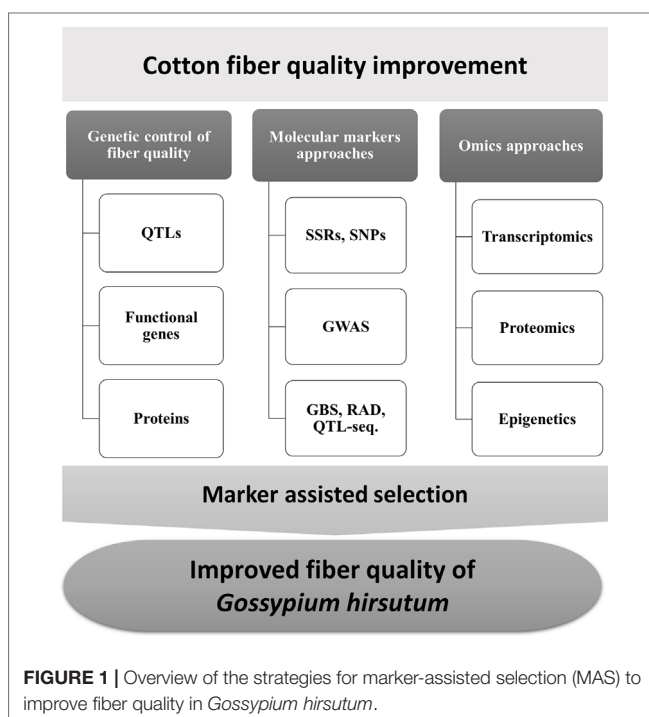 Cotton fiber quality improvement
Genetic control of
fiber quality
QTLs
Functional
genes
Proteins
Molecular markers
approaches
SSRs, SNPs
GWAS
GBS, RAD,
QTL-seq.
Omics approaches
Transcriptomics
Proteomics
Epigenetics
Marker assisted selection
Improved fiber quality of
Gossypium hirsutum
FIGURE 1 | Overview of the strategies for marker-assisted selection (MAS) to
improve fiber quality in Gossypium hirsutum.